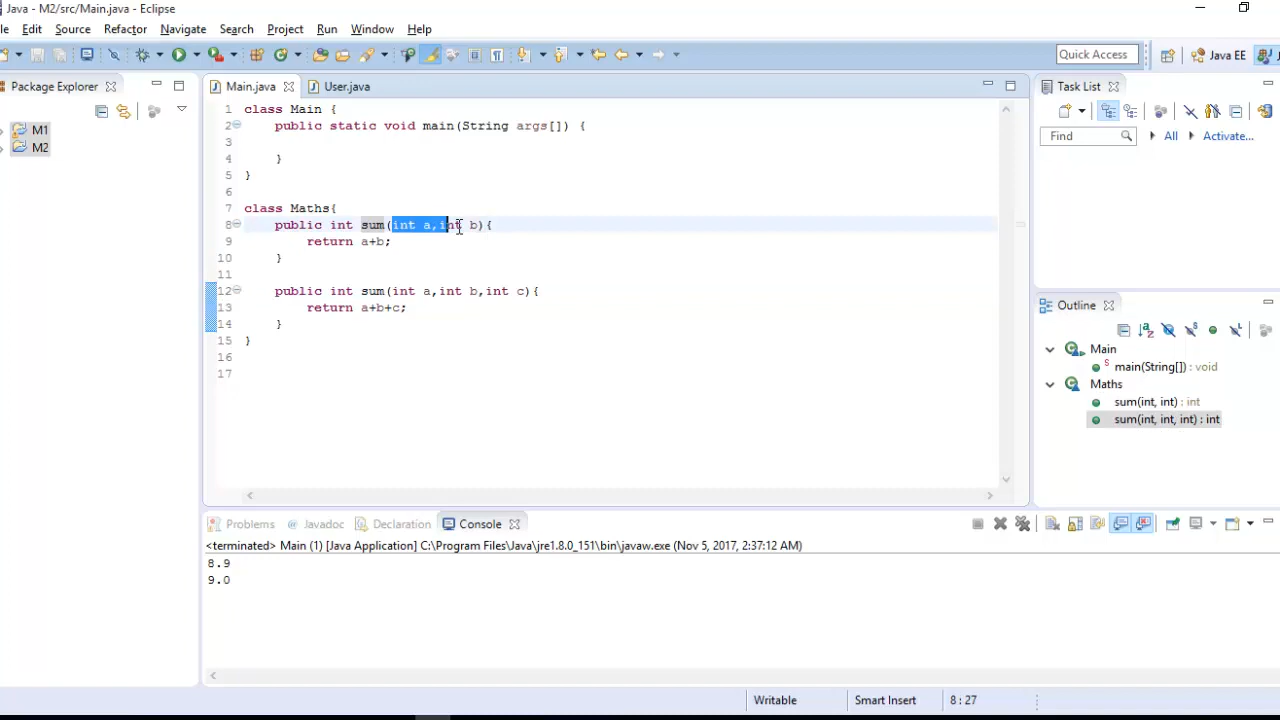 Java - M2/src/Main.java - Eclipse
le Edit Source Refactor Navigate Search Project Run Window Help
Quick Access Java EE J
Package Explorer
M1
M2
Main.java User.java
1 class Main {
2 public static void main(String args[]) {
3
4 }
5 }
6
7 class Maths{
8 public int sum(int a,int b){
9 return a+b;
10 }
11
12 public int sum(int a,int b,int c){
13 return a+b+c;
14 }
15 }
16
17
Task List
Find All Activate...
Outline
Main
S main(String[]) : void
Maths
sum(int, int) : int
sum(int, int, int) : int
Problems @ Javadoc Declaration Console
<terminated> Main (1) [Java Application] C:\Program Files\Java\jre1.8.0_151\bin\javaw.exe (Nov 5, 2017, 2:37:12 AM)
8.9
9.0
Writable Smart Insert 8 : 27